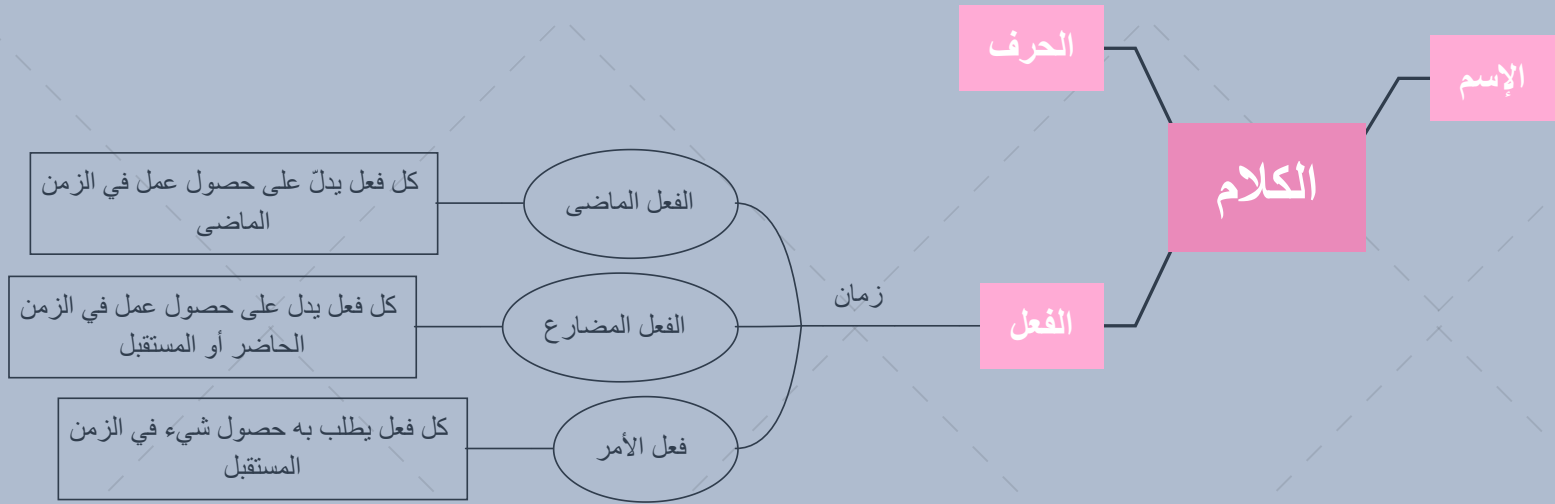 الكلام
الإسم
الحرف
الفعل
زمان
الفعل الماضى
كل فعل يدلّ على حصول عمل في الزمن
الماضى
الفعل المضارع
كل فعل يدل على حصول عمل في الزمن
الحاضر أو المستقبل
فعل الأمر
كل فعل يطلب به حصول شيء في الزمن
المستقبل